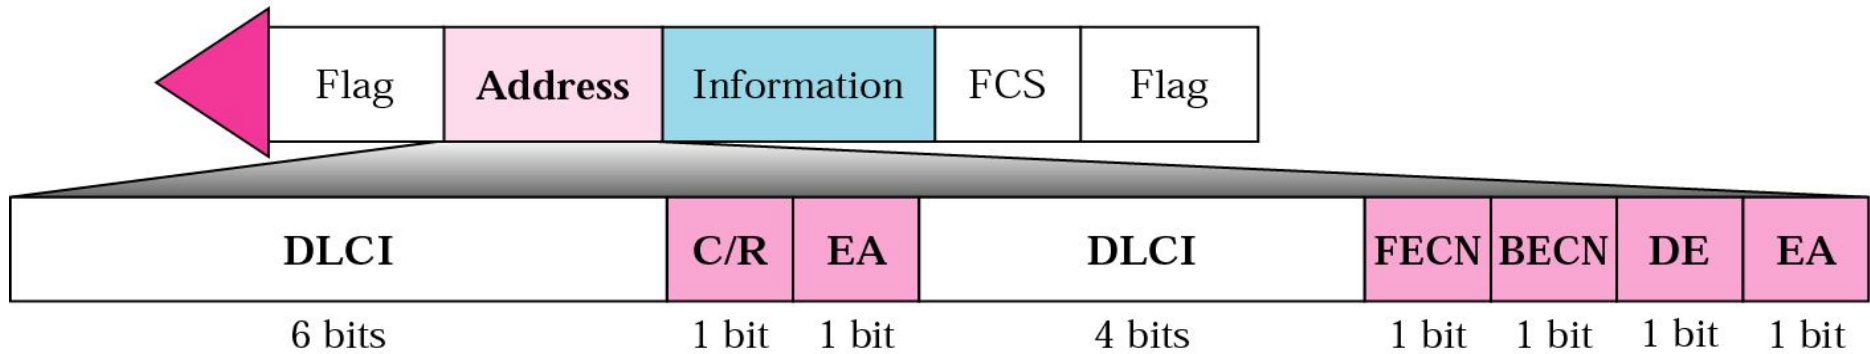 Flag Address Information FCS Flag
DLCI C/R EA DLCI FECN BECN DE EA
6 bits 1 bit 1 bit 4 bits 1 bit 1 bit 1 bit 1 bit